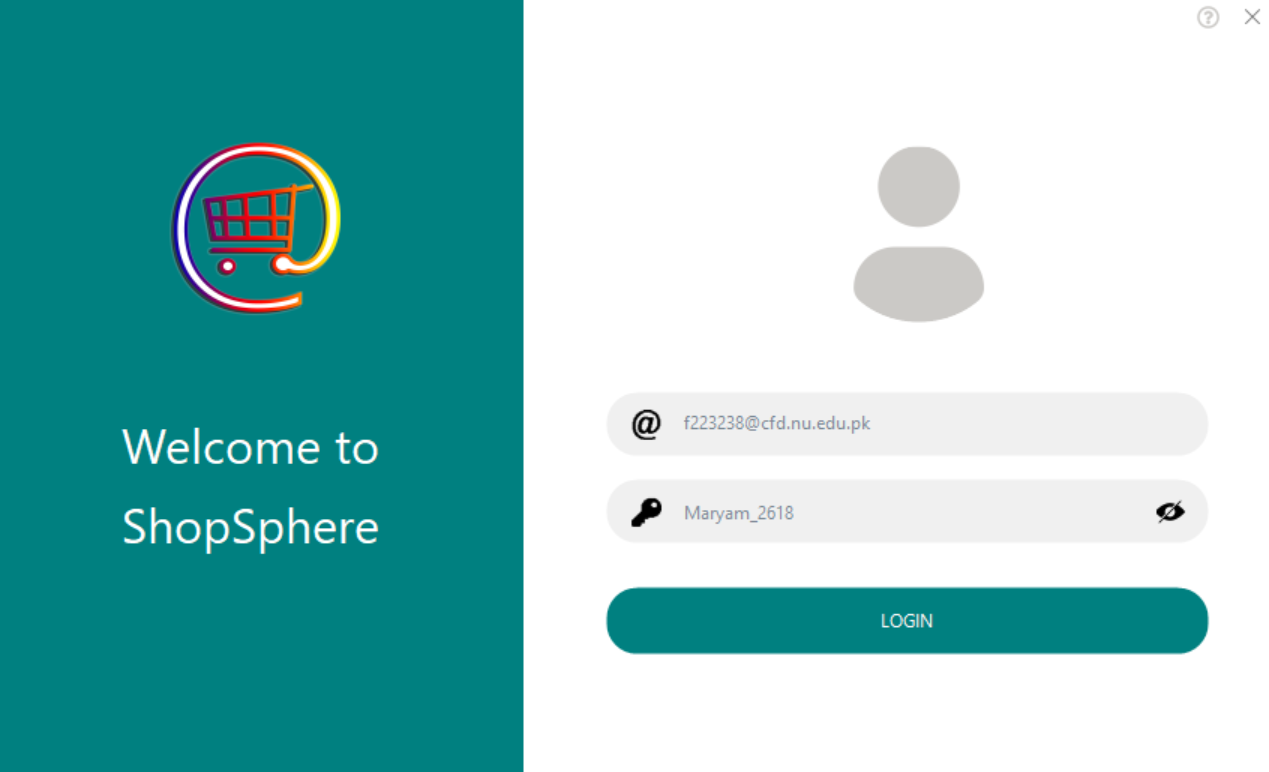 Welcome to
ShopSphere
f223238@cfd.nu.edu.pk
Maryam_2618
LOGIN